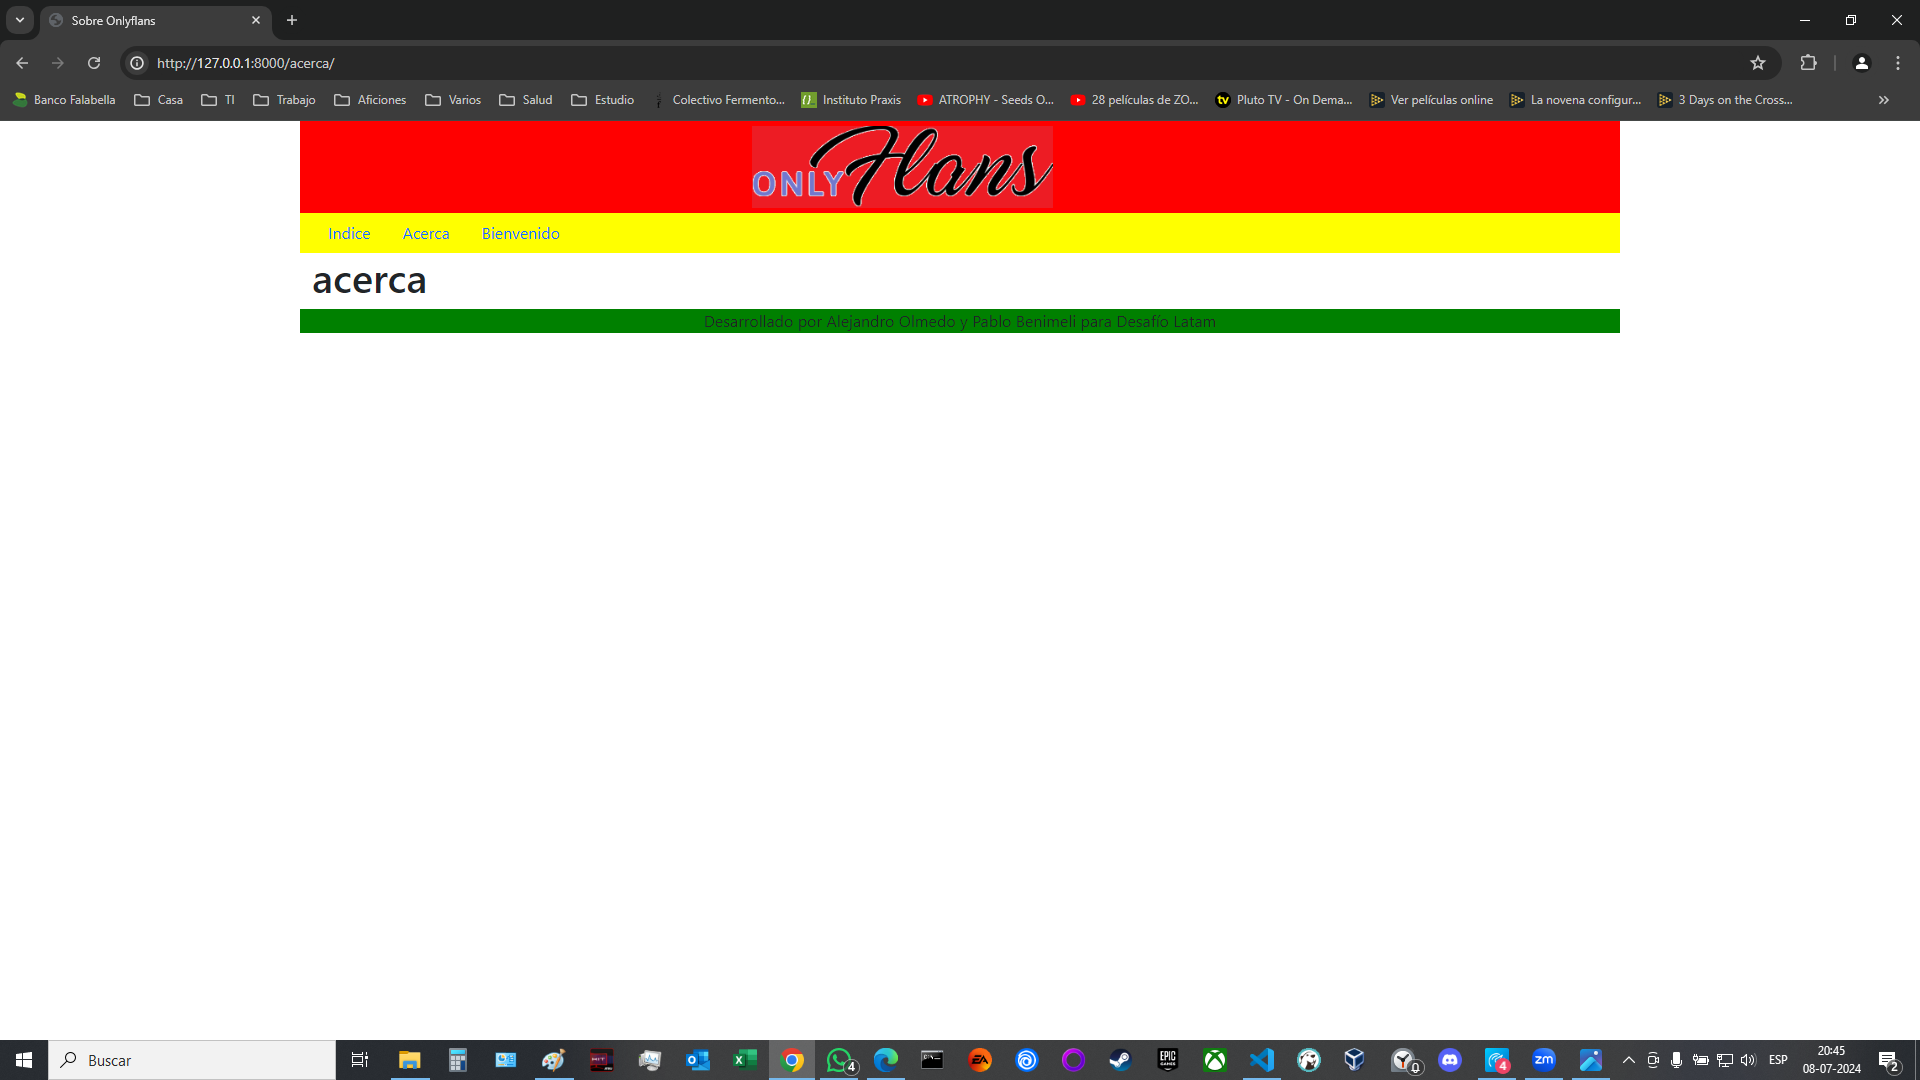 Sobre Onlyflans
http://127.0.0.1:8000/acerca/
Banco Falabella Casa TI Trabajo Aficiones Varios Salud Estudio Colectivo Fermento... Instituto Praxis ATROPHY - Seeds O... 28 películas de ZO... Pluto TV - On Dema... Ver películas online La novena configur... 3 Days on the Cross...
ONLY Flans
Indice Acerca Bienvenido
acerca
Desarrollado por Alejandro Olmedo y Pablo Benimeli para Desafío Latam
Buscar
4
EA
EPIC GAMES
4
zm
ESP
20:45
08-07-2024
2